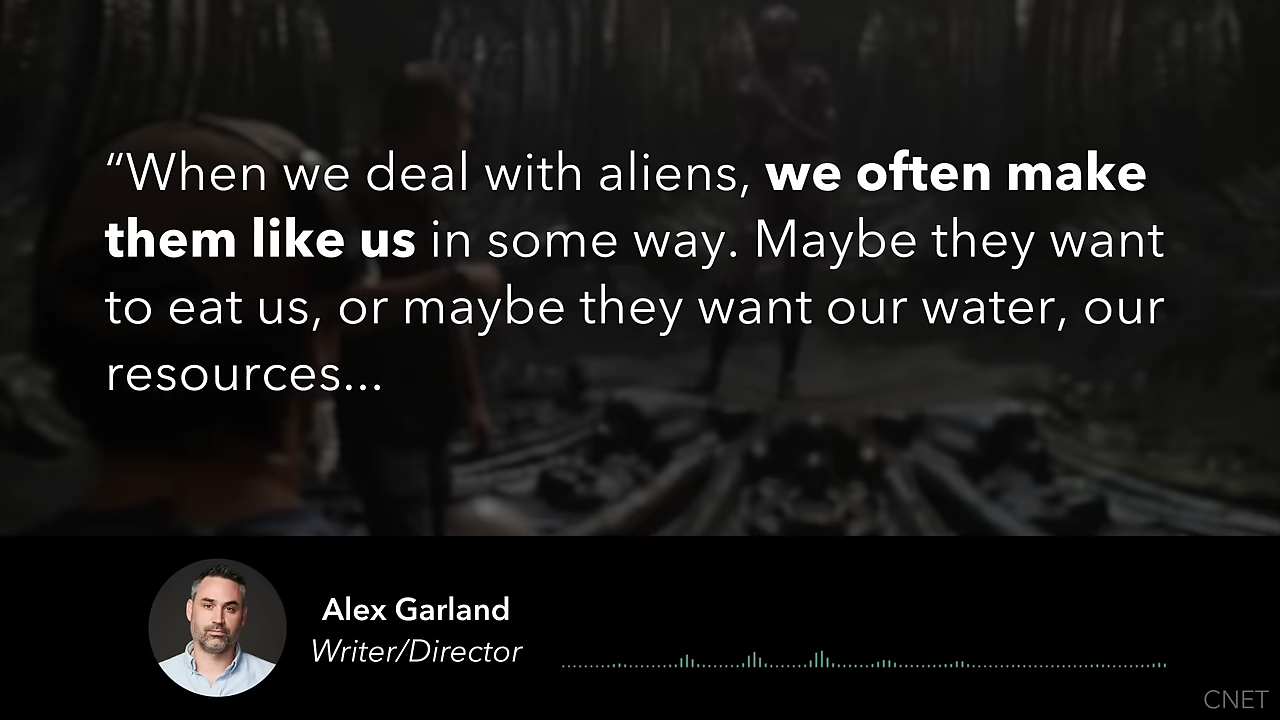 “When we deal with aliens, we often make
them like us in some way. Maybe they want
to eat us, or maybe they want our water, our
resources...
Alex Garland
Writer/Director
CNET